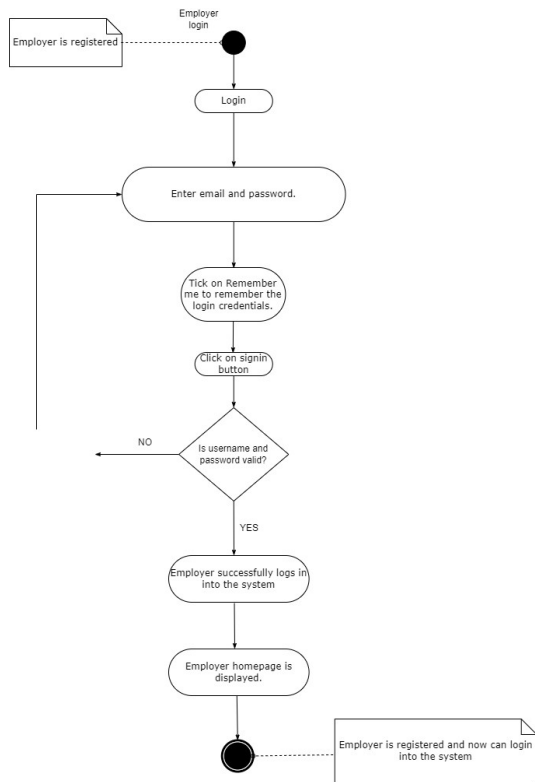 Employer
login
Employer is registered
Login
Enter email and password.
Tick on Remember
me to remember the
login credentials.
Click on signin
button
NO
Is username and
password valid?
YES
Employer successfully logs in
into the system
Employer homepage is
displayed.
Employer is registered and now can login
into the system